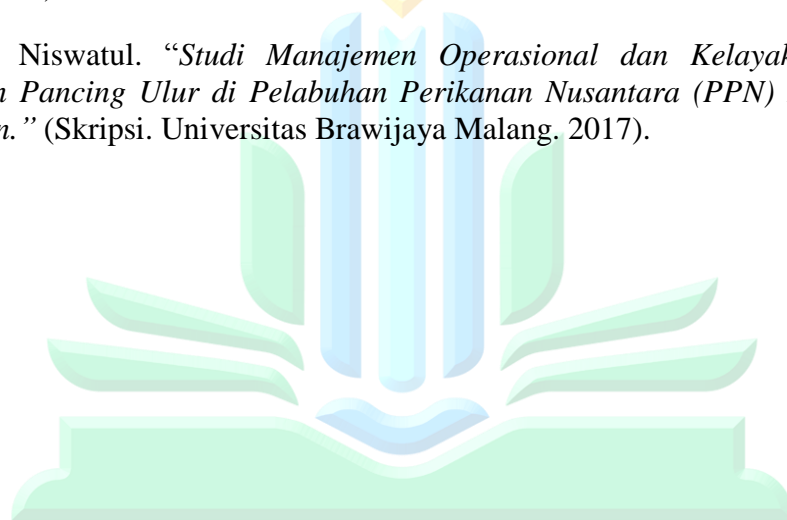 Niswatul. “Studi Manajemen Operasional dan Kelayak
Pancing Ulur di Pelabuhan Perikanan Nusantara (PPN)
n.” (Skripsi. Universitas Brawijaya Malang. 2017).